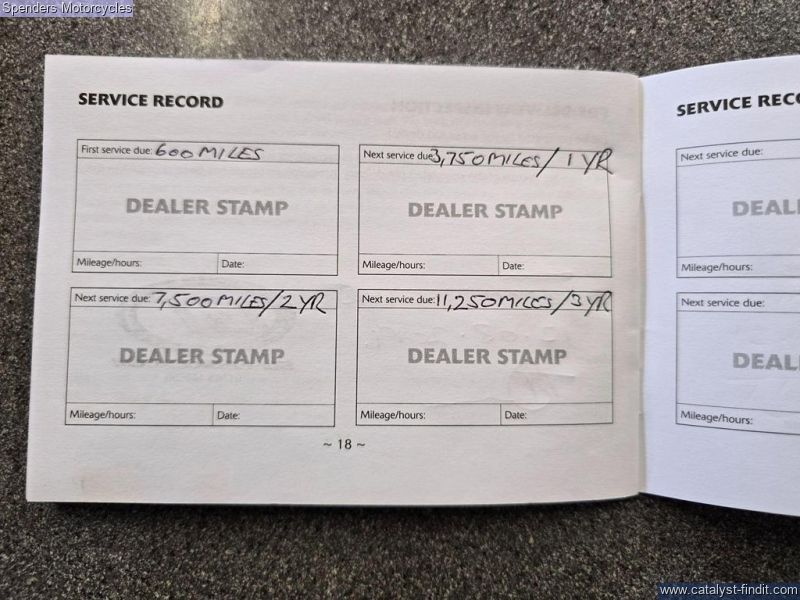 Spenders Motorcycles
SERVICE RECORD
First service due: 600 MILES
DEALER STAMP
Mileage/hours: Date:
Next service due: 3,750 MILES / 1 YR
DEALER STAMP
Mileage/hours: Date:
Next service due: 7,500 MILES / 2 YR
DEALER STAMP
Mileage/hours: Date:
Next service due: 11,250 MILES / 3 YR
DEALER STAMP
Mileage/hours: Date:
~ 18 ~
SERVICE RECO
Next service due:
DEAL
Mileage/hours:
Next service due:
DEAL
Mileage/hours:
www.catalyst-findit.com